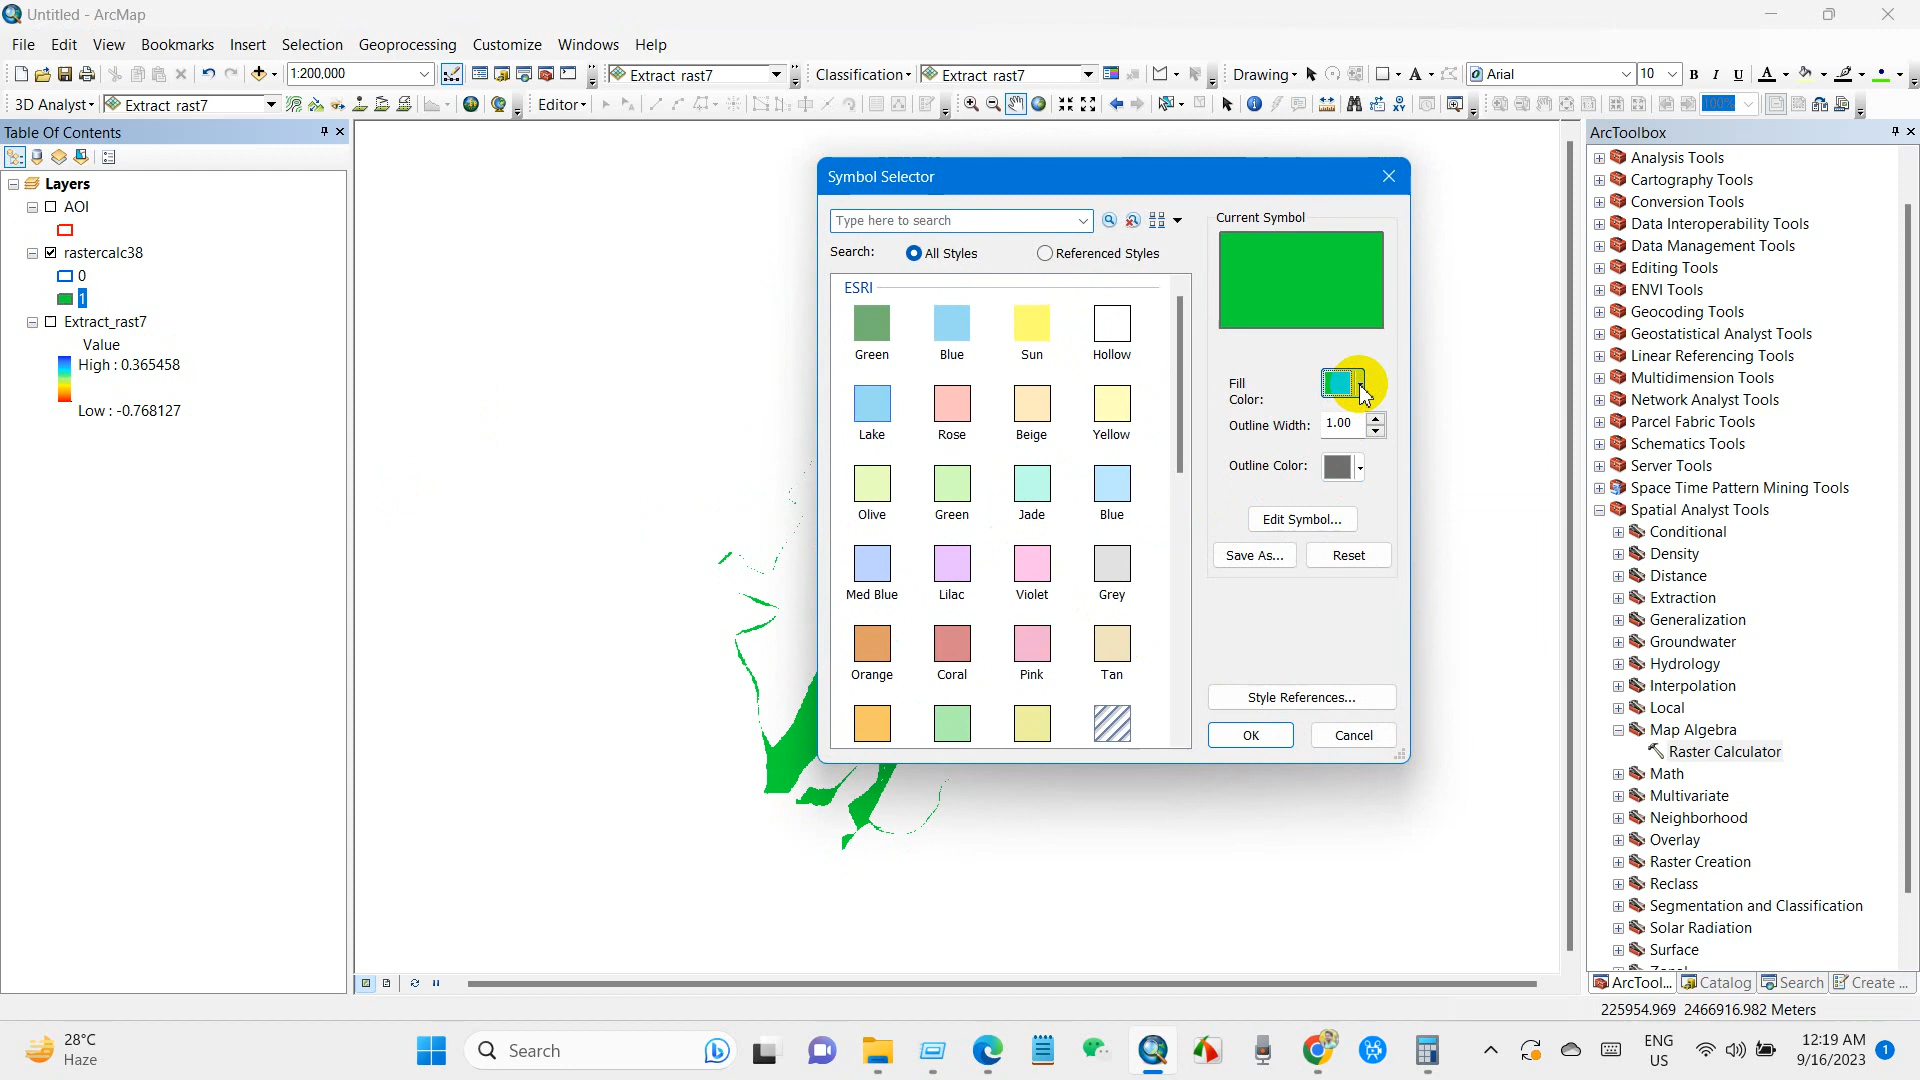 Untitled - ArcMap
File Edit View Bookmarks Insert Selection Geoprocessing Customize Windows Help
1:200,000 Extract rast7 Classification Extract rast7 Drawing Arial 10 B I U A
3D Analyst Extract rast7 Editor 100%
Table Of Contents
Layers
AOI
rastercalc38
0
1
Extract_rast7
Value
High : 0.365458
Low : -0.768127
Symbol Selector
Type here to search
Search: All Styles Referenced Styles
ESRI
Green Blue Sun Hollow
Lake Rose Beige Yellow
Olive Green Jade Blue
Med Blue Lilac Violet Grey
Orange Coral Pink Tan
Current Symbol
Fill
Color:
Outline Width: 1.00
Outline Color:
Edit Symbol...
Save As... Reset
Style References...
OK Cancel
ArcToolbox
Analysis Tools
Cartography Tools
Conversion Tools
Data Interoperability Tools
Data Management Tools
Editing Tools
ENVI Tools
Geocoding Tools
Geostatistical Analyst Tools
Linear Referencing Tools
Multidimension Tools
Network Analyst Tools
Parcel Fabric Tools
Schematics Tools
Server Tools
Space Time Pattern Mining Tools
Spatial Analyst Tools
Conditional
Density
Distance
Extraction
Generalization
Groundwater
Hydrology
Interpolation
Local
Map Algebra
Raster Calculator
Math
Multivariate
Neighborhood
Overlay
Raster Creation
Reclass
Segmentation and Classification
Solar Radiation
Surface
ArcTool... Catalog Search Create ...
225954.969 2466916.982 Meters
28°C
Haze
Search
ENG
US
12:19 AM
9/16/2023
1